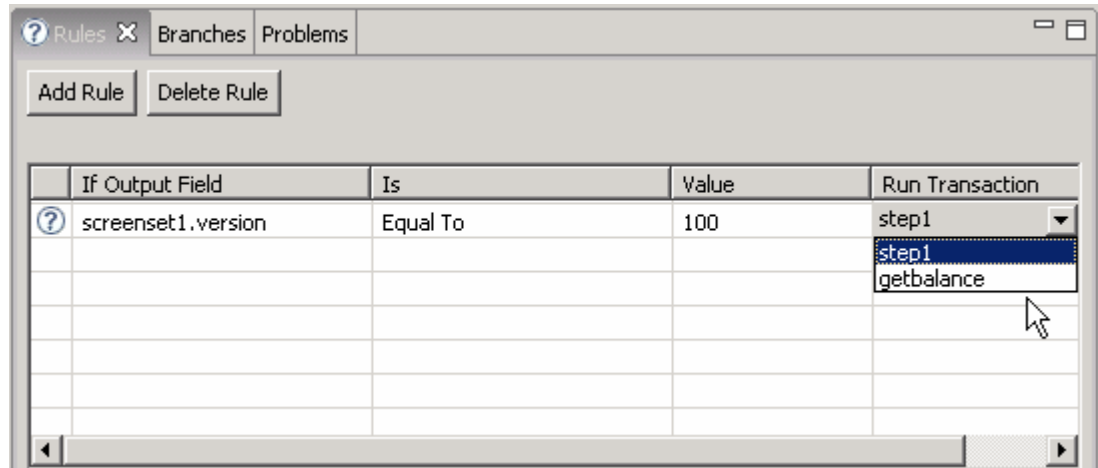 Rules Branches Problems
Add Rule Delete Rule
If Output Field Is Value Run Transaction
screenset1.version Equal To 100 step1
step1
getbalance